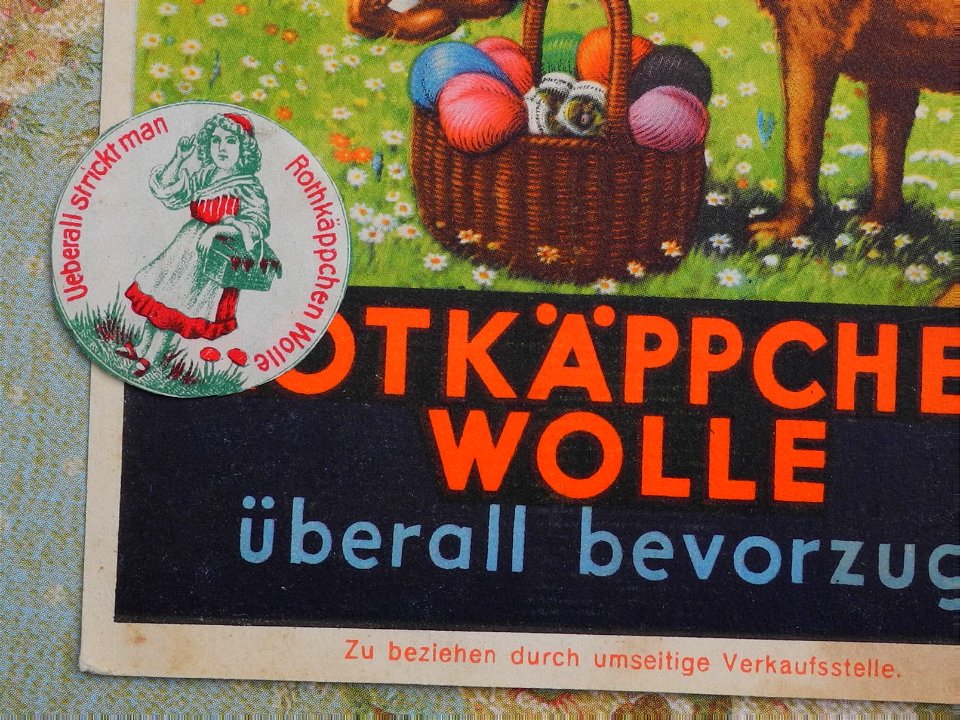 Ueberall strickt man
Rothkäppchen Wolle
OTKÄPPCHE
WOLLE
überall bevorzug
Zu beziehen durch umseitige Verkaufsstelle.